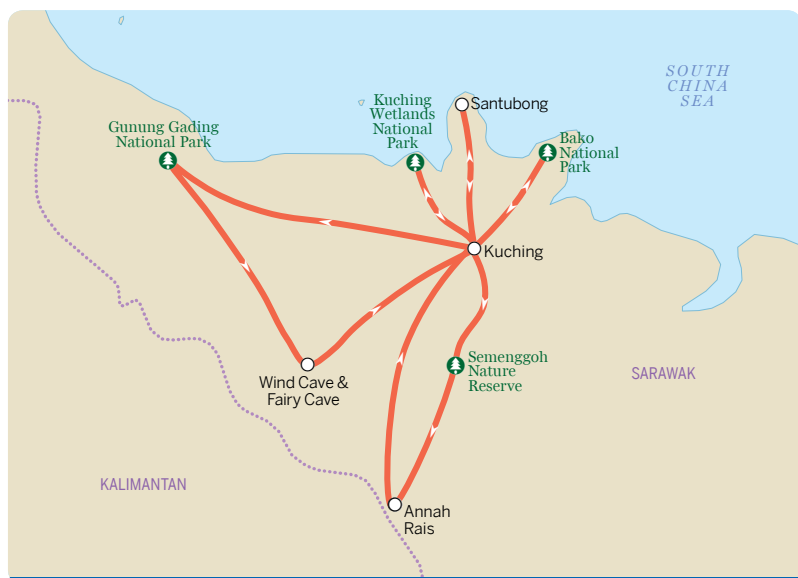 SOUTH
CHINA
SEA
Kuching
Wetlands
National
Park
Santubong
Gunung Gading
National Park
Bako
National
Park
Kuching
Semenggoh
Nature
Reserve
SARAWAK
Wind Cave &
Fairy Cave
KALIMANTAN
Annah
Rais